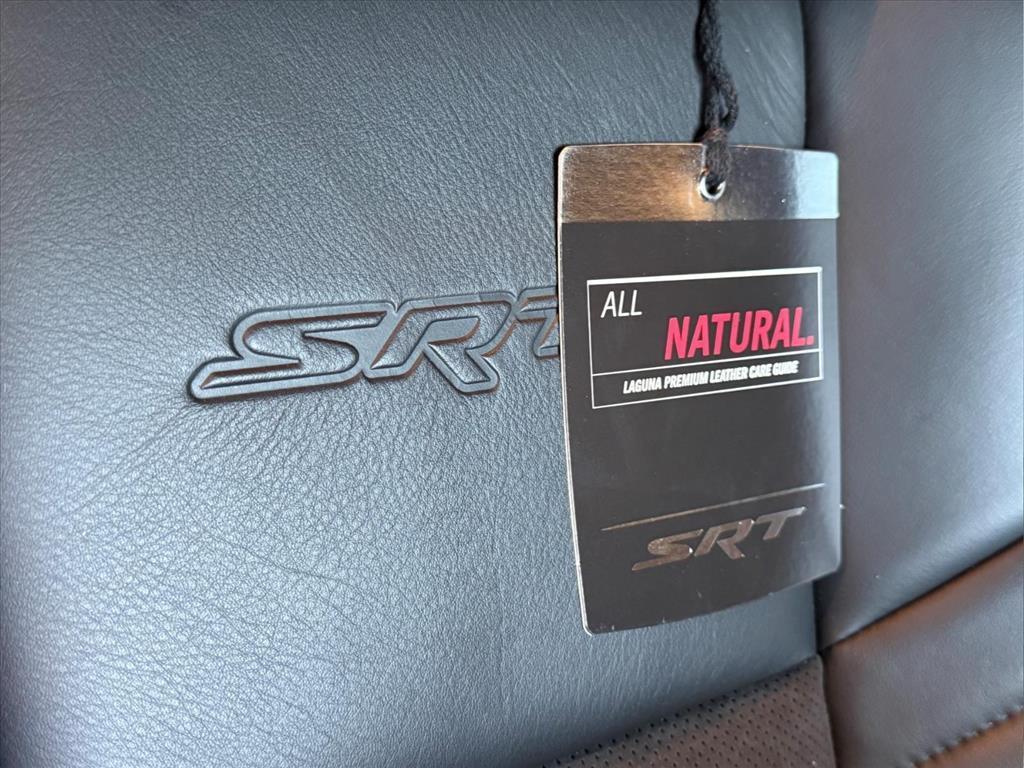 SRT
ALL
NATURAL.
LAGUNA PREMIUM LEATHER CARE GUIDE
SRT